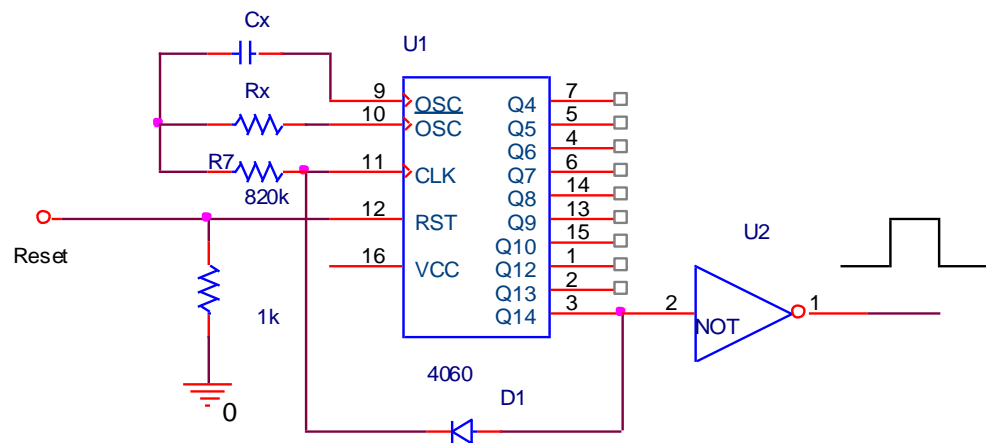 Cx
U1
9
OSC
Rx
10
OSC
R7
820k
11
CLK
12
RST
Reset
16
VCC
1k
0
4060
Q4
7
Q5
5
Q6
4
Q7
6
Q8
14
Q9
13
Q10
15
Q12
1
Q13
2
Q14
3
D1
U2
2
NOT
1